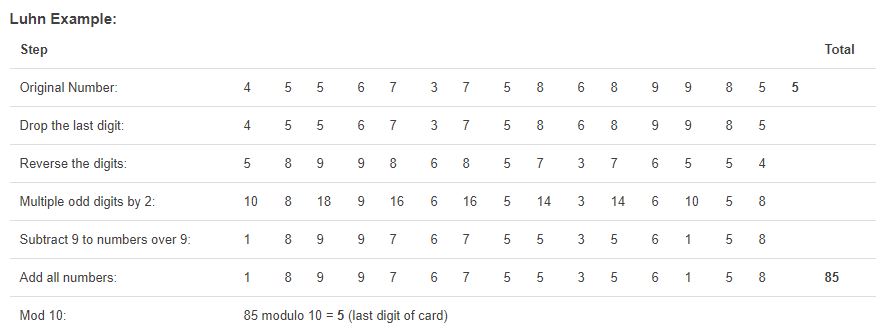 Luhn Example:
Step Total
Original Number: 4 5 5 6 7 3 7 5 8 6 8 9 9 8 5 5
Drop the last digit: 4 5 5 6 7 3 7 5 8 6 8 9 9 8 5
Reverse the digits: 5 8 9 9 8 6 8 5 7 3 7 6 5 5 4
Multiple odd digits by 2: 10 8 18 9 16 6 16 5 14 3 14 6 10 5 8
Subtract 9 to numbers over 9: 1 8 9 9 7 6 7 5 5 3 5 6 1 5 8
Add all numbers: 1 8 9 9 7 6 7 5 5 3 5 6 1 5 8 85
Mod 10: 85 modulo 10 = 5 (last digit of card)